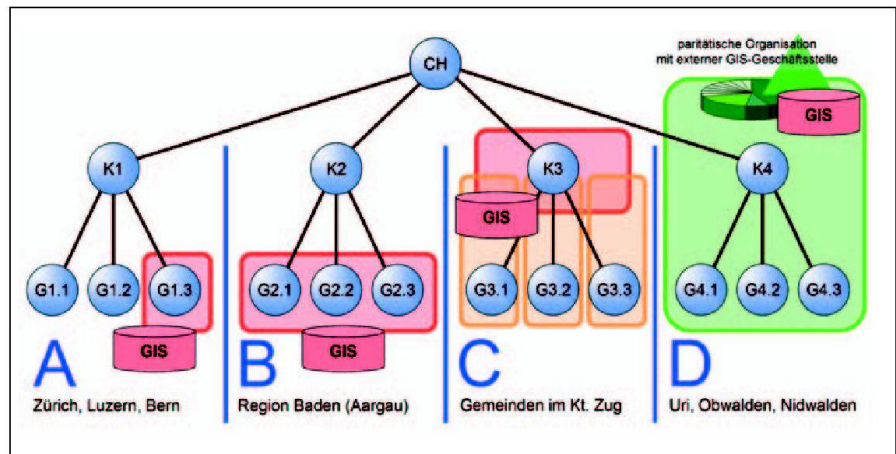 paritätische Organisation
mit externer GIS-Geschäftsstelle
CH
GIS
K1
K2
K3
K4
GIS
G1.1
G1.2
G1.3
G2.1
G2.2
G2.3
G3.1
G3.2
G3.3
G4.1
G4.2
G4.3
GIS
GIS
A
B
C
D
Zürich, Luzern, Bern
Region Baden (Aargau)
Gemeinden im Kt. Zug
Uri, Obwalden, Nidwalden